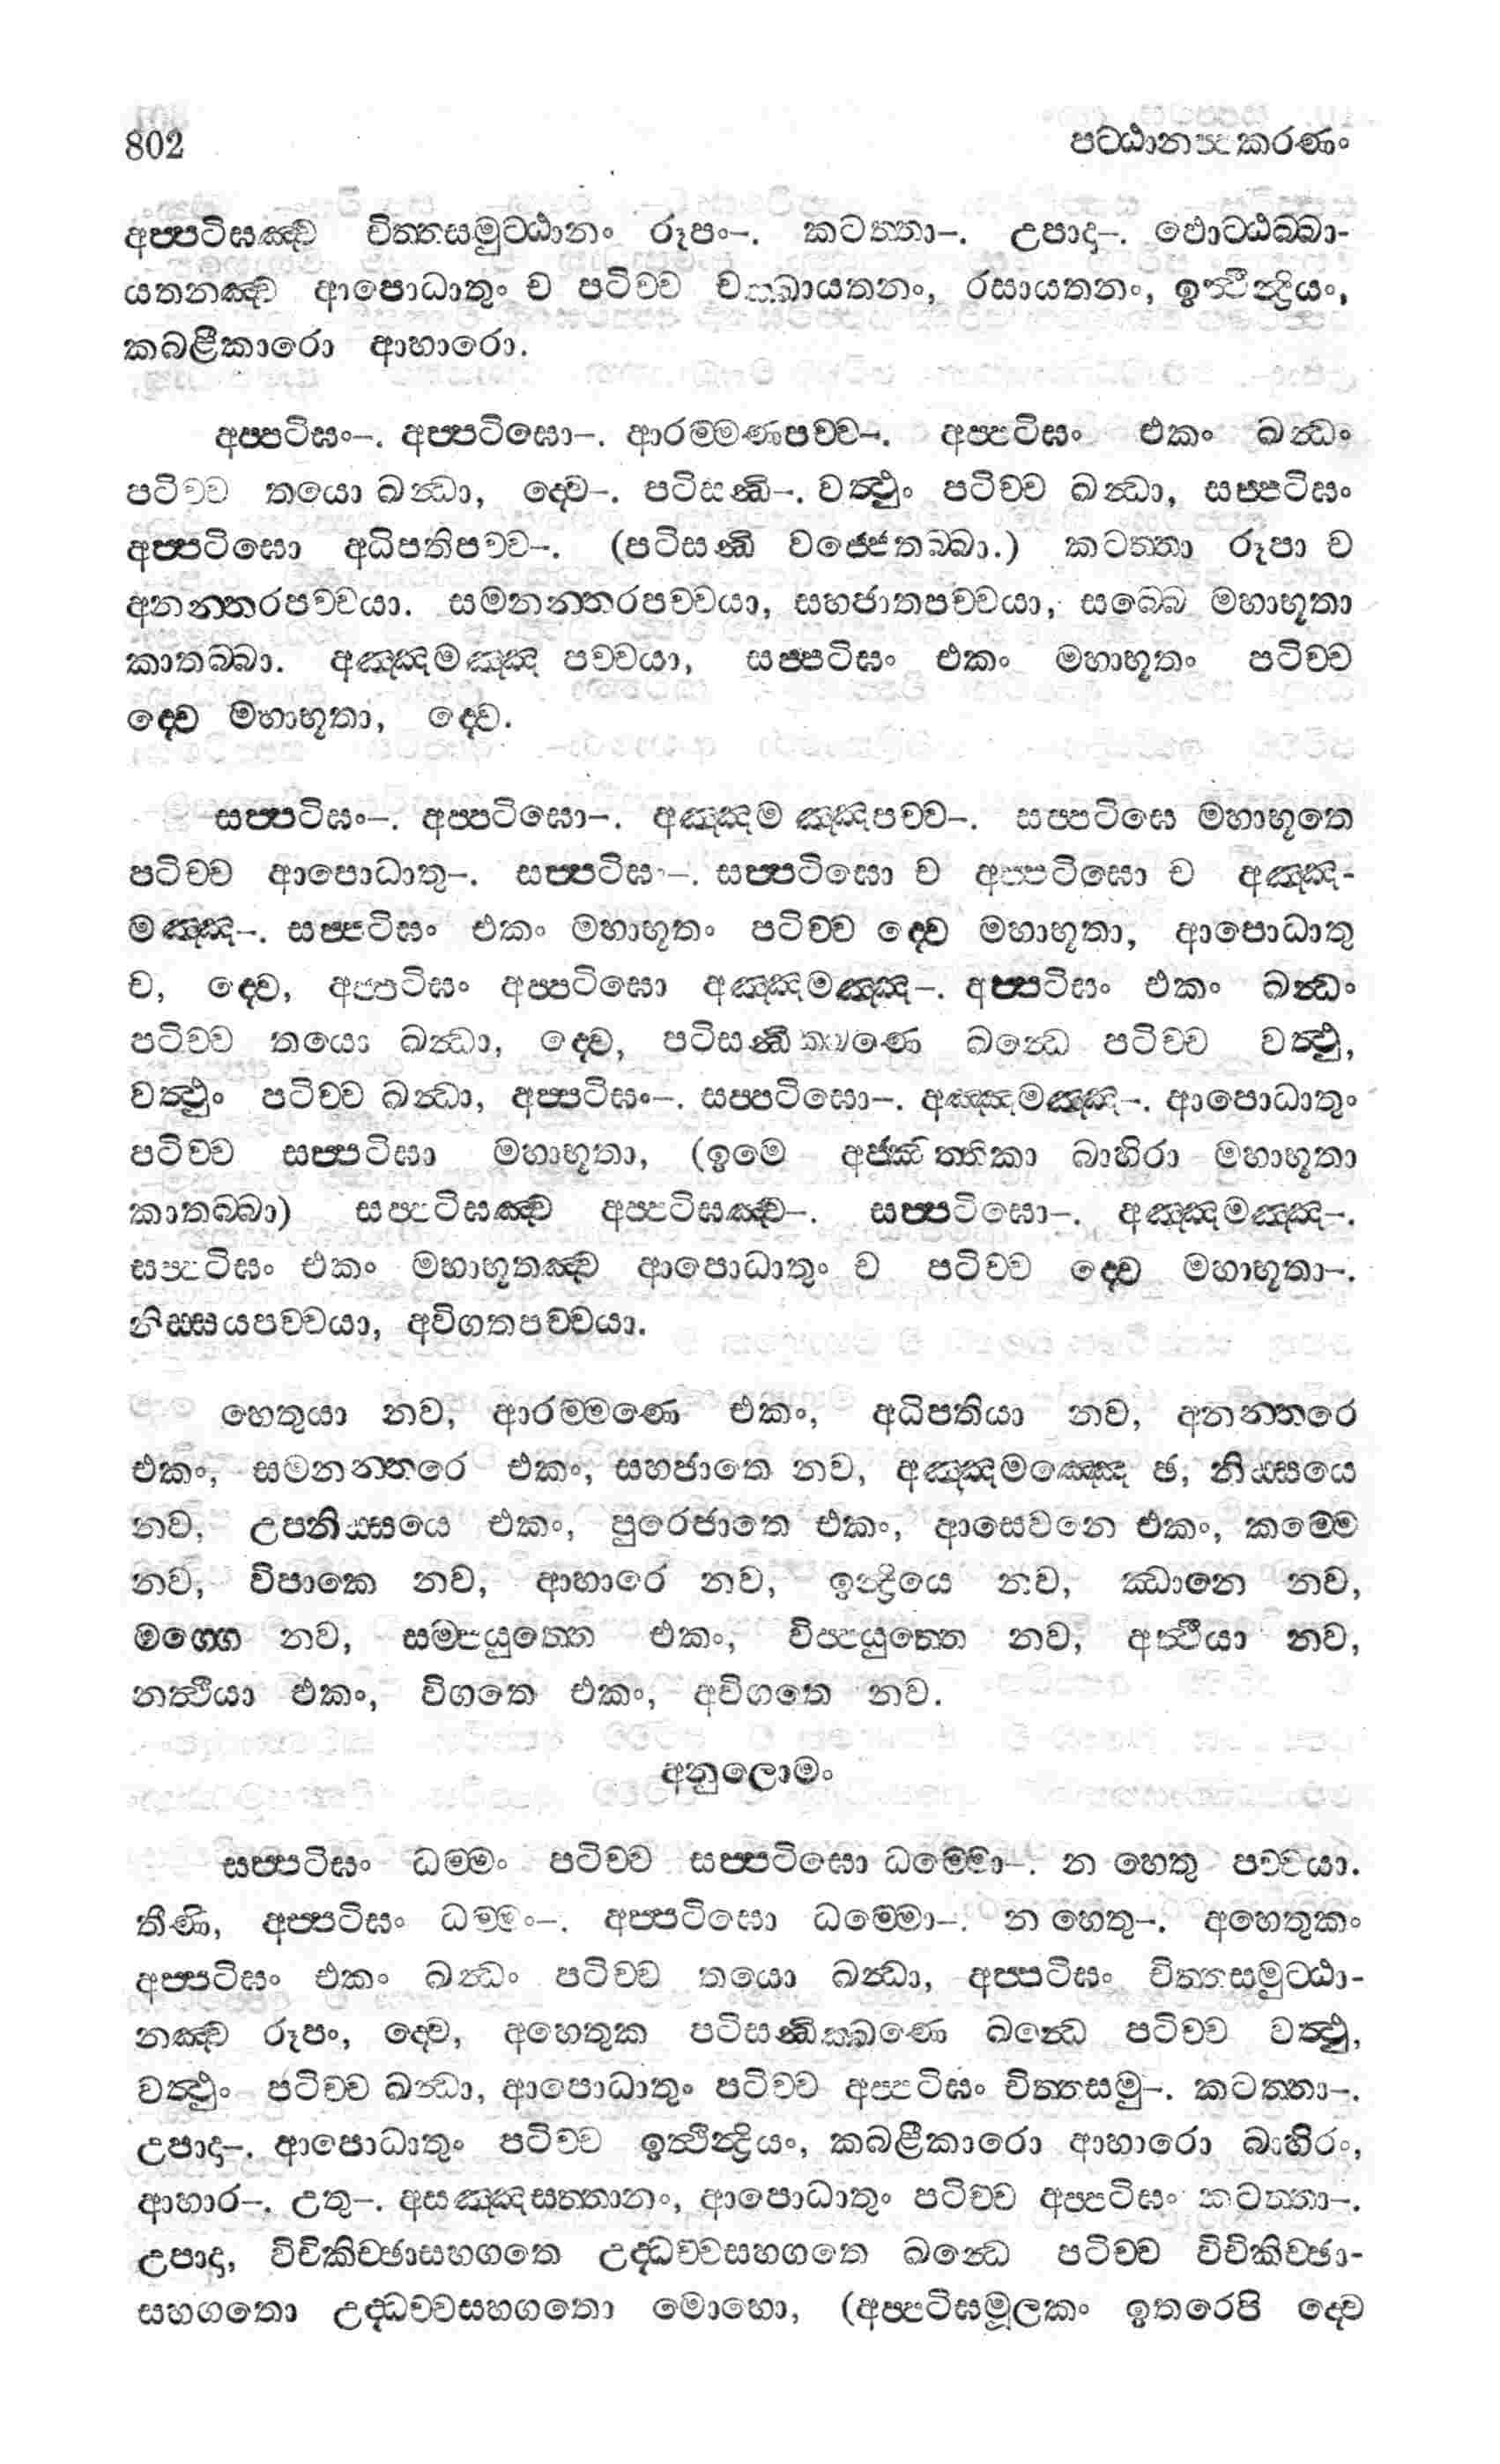 802 පටඨානපකරණං
අපපටිඝඤ්ච චිත්තසමුටඨානං රූපං–. කටත්තා–. උපාදා–. ඵොටඨබ්බා-
යතනඤ්ච ආපොධාතුං ච පටිච්ච චක්ඛායතනං, රසායතනං, ඉත්ථින්ද්‍රියං,
කබළීකාරො ආහාරො.
අප්පටිඝං–. අප්පටිඝො–. ආරම්මණපච්ච–. අප්පටිඝං එකං ඛන්ධං
පටිච්ච තයො ඛන්ධා, ද්වෙ–. පටිසන්ධි–. වත්ථුං පටිච්ච ඛන්ධා, සප්පටිඝං
අප්පටිඝො අධිපතිපච්ච–. (පටිසන්ධි වජ්ජෙතබ්බා.) කටත්තා රූපා ච
අනන්තරපච්චයා. සමනන්තරපච්චයා, සහජාතපච්චයා, සබ්බෙ මහාභූතා
කාතබ්බා. අඤ්ඤමඤ්ඤ පච්චයා, සප්පටිඝං එකං මහාභූතං පටිච්ච
ද්වෙ මහාභූතා, ද්වෙ.
සප්පටිඝං–. අප්පටිඝො–. අඤ්ඤම ඤ්ඤපච්ච–. සප්පටිඝෙ මහාභූතෙ
පටිච්ච ආපොධාතු–. සප්පටිඝං–. සප්පටිඝො ච අප්පටිඝො ච අඤ්ඤ-
මඤ්ඤ–. සප්පටිඝං එකං මහාභූතං පටිච්ච ද්වෙ මහාභූතා, ආපොධාතු
ච, ද්වෙ, අප්පටිඝං අප්පටිඝො අඤ්ඤමඤ්ඤ–. අප්පටිඝං එකං ඛන්ධං
පටිච්ච තයො ඛන්ධා, ද්වෙ, පටිසන්ධික්ඛණෙ ඛන්ධෙ පටිච්ච වත්ථු,
වත්ථුං පටිච්ච ඛන්ධා, අප්පටිඝං–. සප්පටිඝො–. අඤ්ඤමඤ්ඤ–. ආපොධාතුං
පටිච්ච සප්පටිඝා මහාභූතා, (ඉමෙ අජ්ඣත්තිකා බාහිරා මහාභූතා
කාතබ්බා) සප්පටිඝඤ්ච අප්පටිඝඤ්ච–. සප්පටිඝො–. අඤ්ඤමඤ්ඤ–.
සප්පටිඝං එකං මහාභූතඤ්ච ආපොධාතුං ච පටිච්ච ද්වෙ මහාභූතා–.
නිස්සයපච්චයා, අවිගතපච්චයා.
හෙතුයා නව, ආරම්මණෙ එකං, අධිපතියා නව, අනන්තරෙ
එකං, සමනන්තරෙ එකං, සහජාතෙ නව, අඤ්ඤමඤ්ඤෙ ඡ, නිස්සයෙ
නව, උපනිස්සයෙ එකං, පුරෙජාතෙ එකං, ආසෙවනෙ එකං, කම්මෙ
නව, විපාකෙ නව, ආහාරෙ නව, ඉන්ද්‍රියෙ නව, ඣානෙ නව,
මග්ගෙ නව, සම්පයුත්තෙ එකං, විප්පයුත්තෙ නව, අත්ථියා නව,
නත්ථියා එකං, විගතෙ එකං, අවිගතෙ නව.
අනුලොමං
සප්පටිඝං ධම්මං පටිච්ච සප්පටිඝො ධම්මො–. න හෙතු පච්චයා.
තීණි, අප්පටිඝං ධම්මං–. අප්පටිඝො ධම්මො–. න හෙතු–. අහෙතුකං
අප්පටිඝං එකං ඛන්ධං පටිච්ච තයො ඛන්ධා, අප්පටිඝං චිත්තසමුට්ඨා-
නඤ්ච රූපං, ද්වෙ, අහෙතුක පටිසන්ධික්ඛණෙ ඛන්ධෙ පටිච්ච වත්ථු,
වත්ථුං පටිච්ච ඛන්ධා, ආපොධාතුං පටිච්ච අප්පටිඝං චිත්තසමු–. කටත්තා–.
උපාදා–. ආපොධාතුං පටිච්ච ඉත්ථින්ද්‍රියං, කබළීකාරො ආහාරො බාහිරං,
ආහාර–. උතු–. අසඤ්ඤසත්තානං, ආපොධාතුං පටිච්ච අප්පටිඝං කටත්තා–.
උපාදා, විචිකිච්ඡාසහගතෙ උද්ධච්චසහගතෙ ඛන්ධෙ පටිච්ච විචිකිච්ඡා-
සහගතො උද්ධච්චසහගතො මොහො, (අප්පටිඝමූලකං ඉතරෙපි ද්වෙ